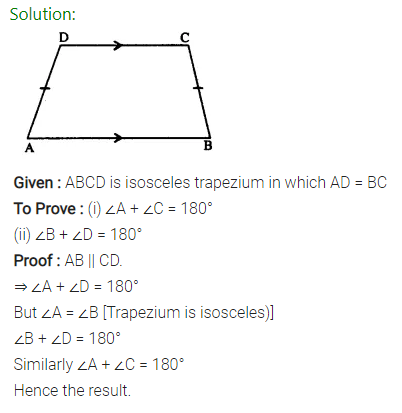 Solution:
D C
A B
Given : ABCD is isosceles trapezium in which AD = BC
To Prove : (i) ∠A + ∠C = 180°
(ii) ∠B + ∠D = 180°
Proof : AB || CD.
⇒ ∠A + ∠D = 180°
But ∠A = ∠B [Trapezium is isosceles)]
∠B + ∠D = 180°
Similarly ∠A + ∠C = 180°
Hence the result.